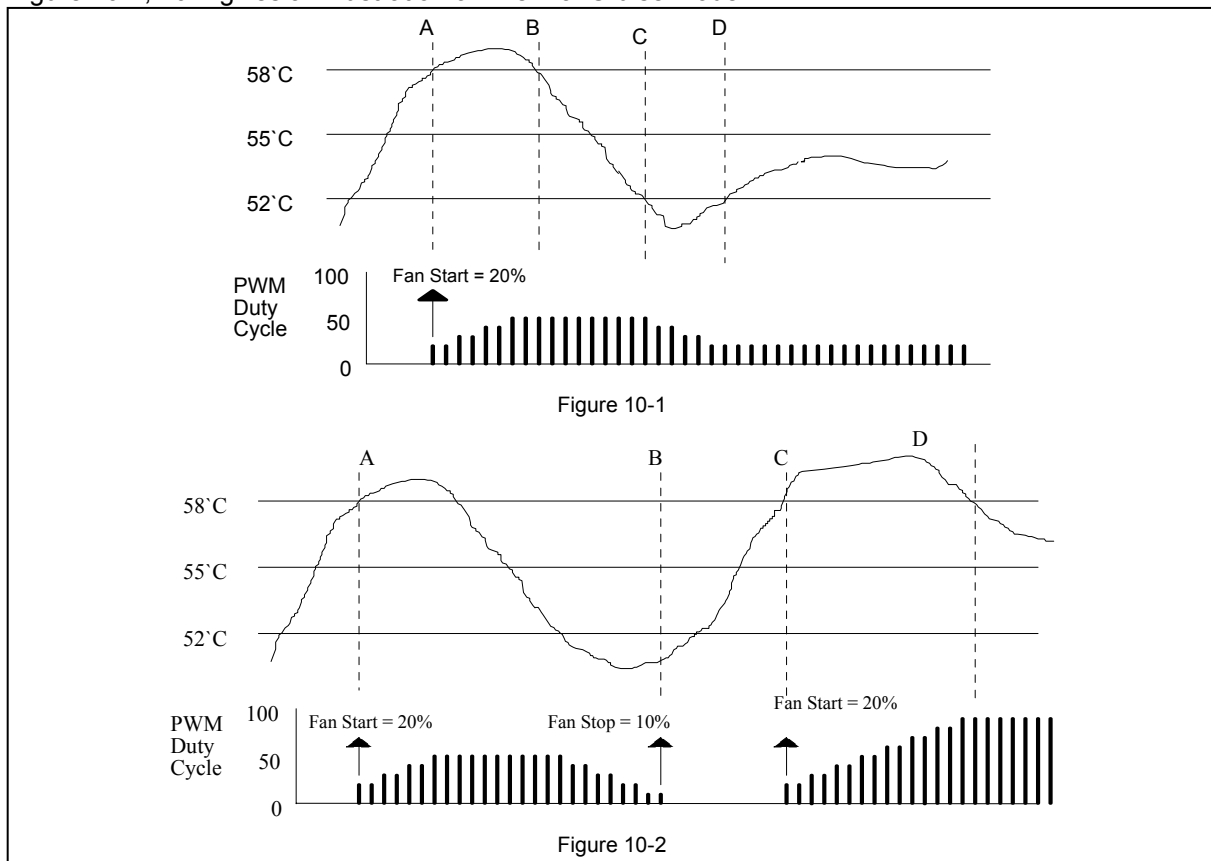 A B C D
58`C
55`C
52`C
PWM
Duty
Cycle
100
50
0
Fan Start = 20%
Figure 10-1
A B C D
58`C
55`C
52`C
PWM
Duty
Cycle
100
50
0
Fan Start = 20%
Fan Stop = 10%
Fan Start = 20%
Figure 10-2